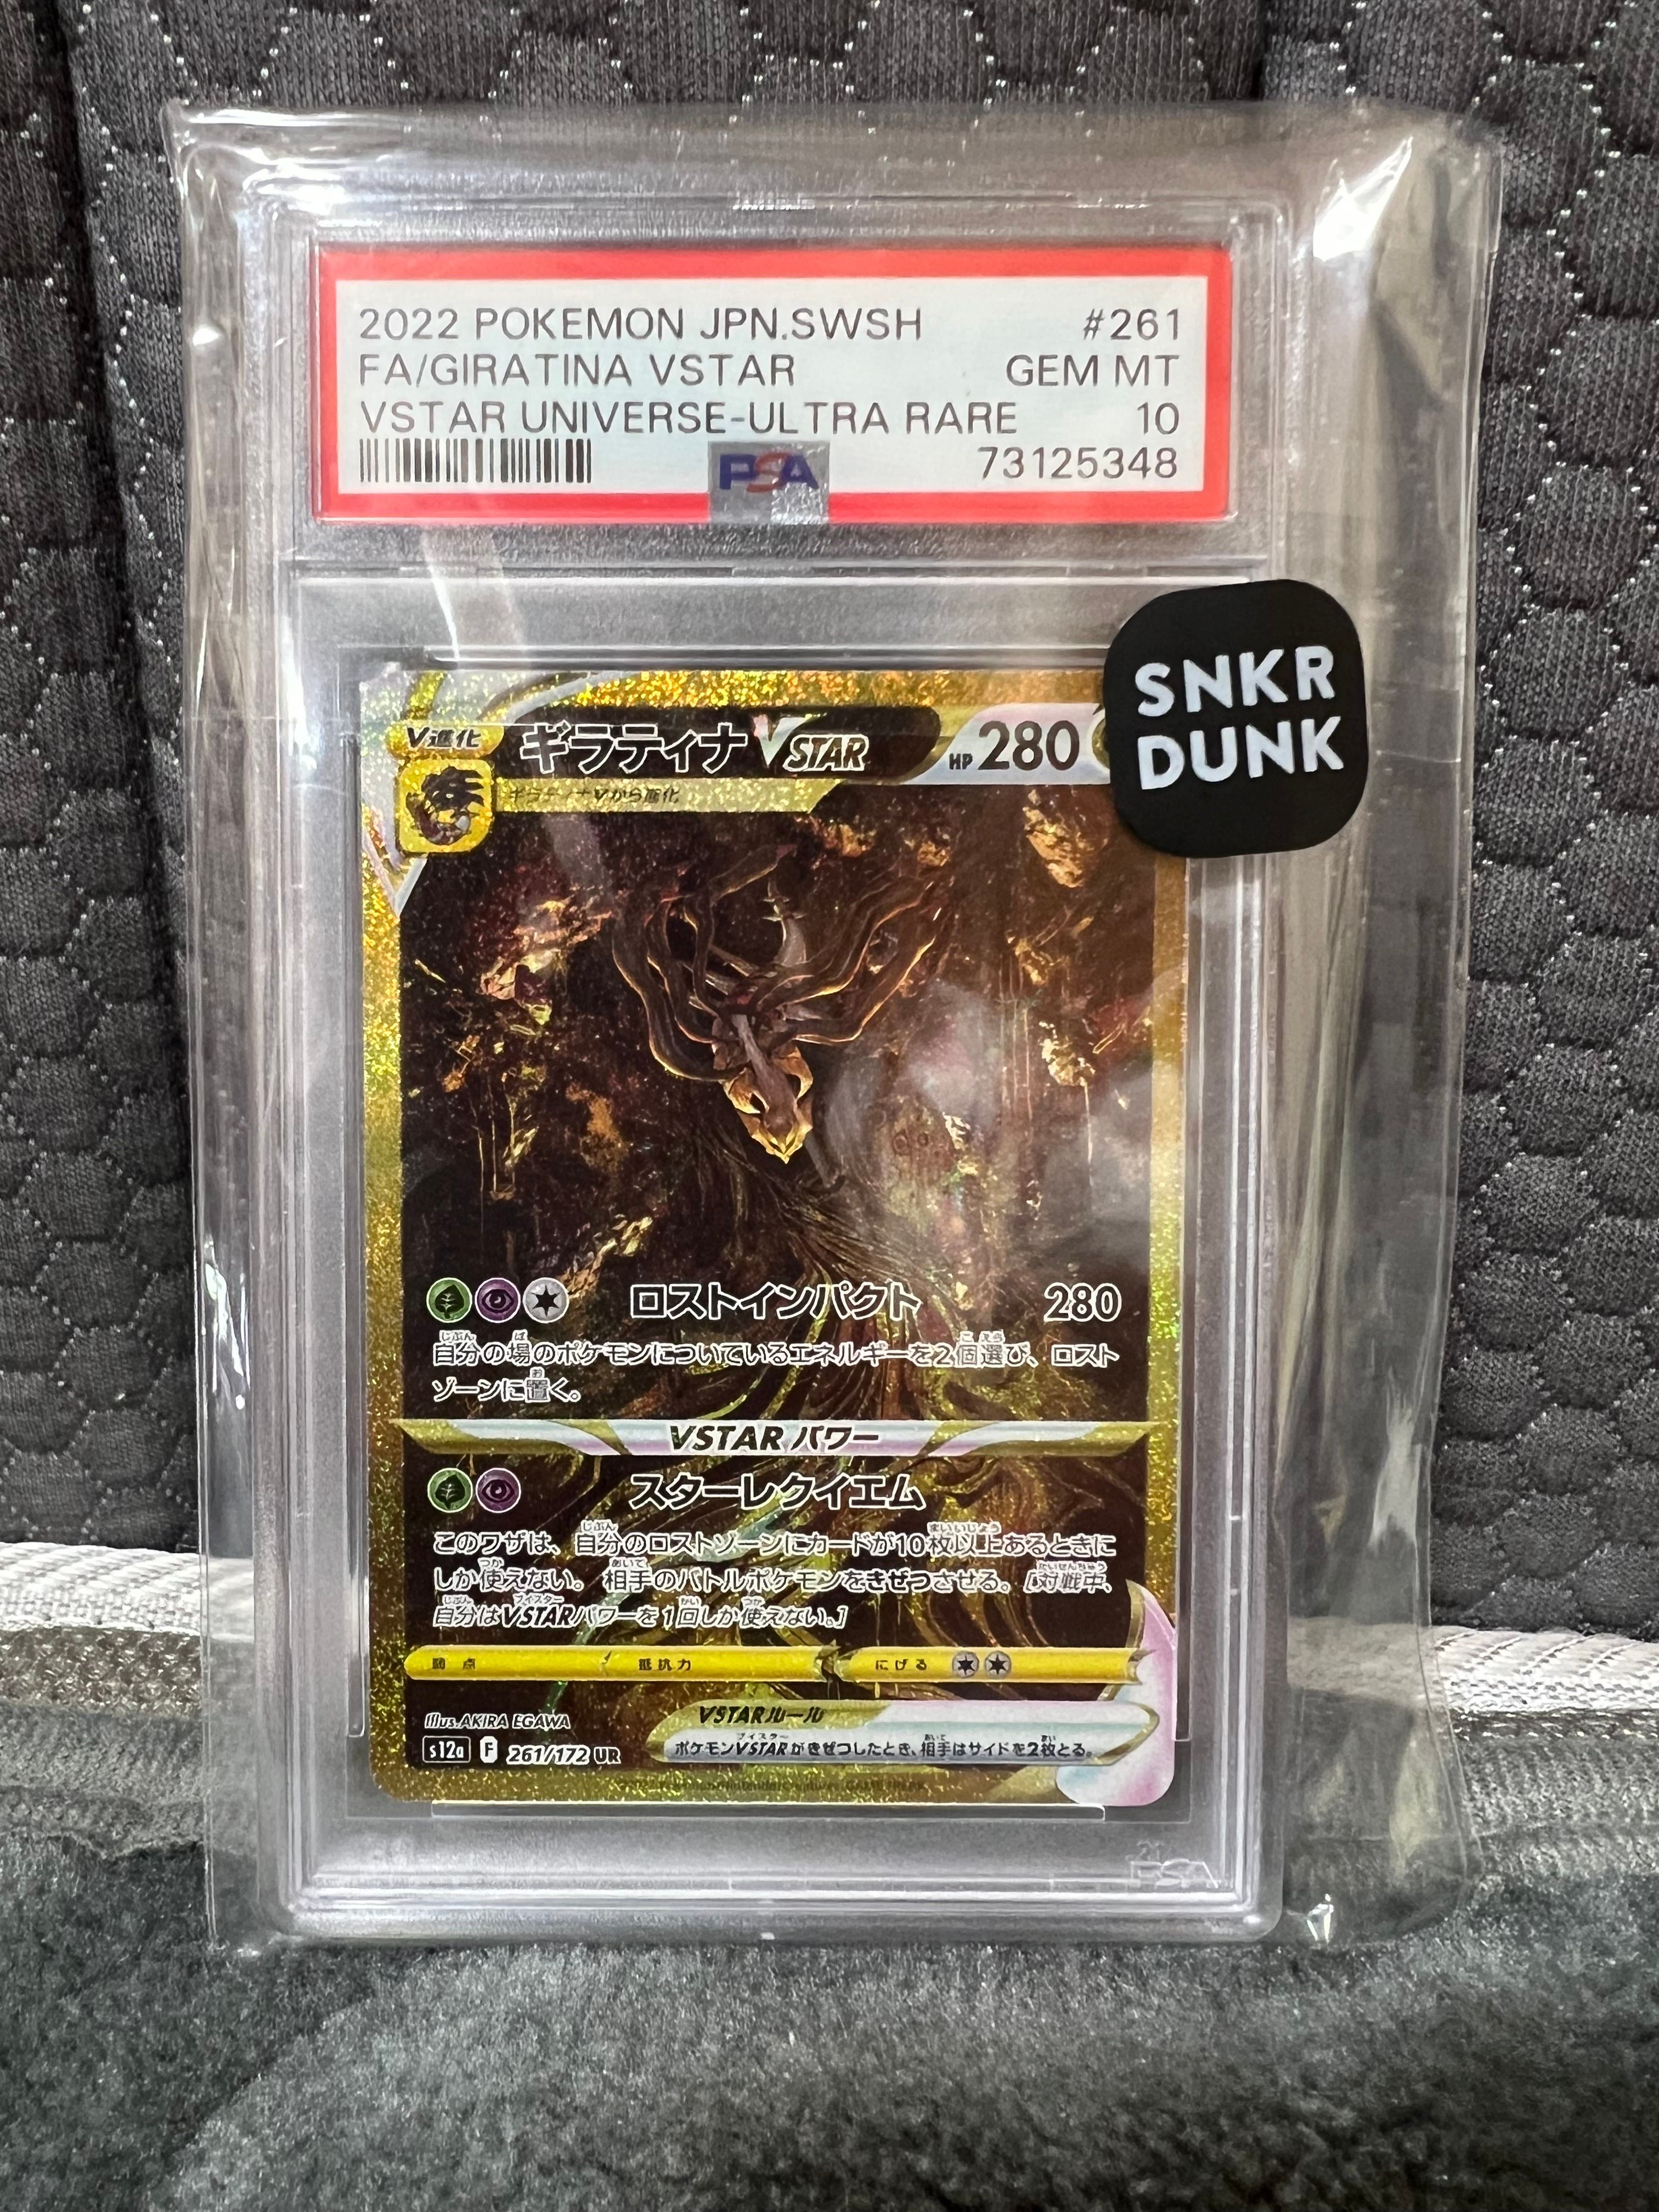 2022 POKEMON JPN.SWSH #261
FA/GIRATINA VSTAR GEM MT
VSTAR UNIVERSE-ULTRA RARE 10
PSA 73125348
SNKR
DUNK
V進化 ギラティナVSTAR HP 280
ギラティナVから進化
ロストインパクト 280
自分の場のポケモンについているエネルギーを2個選び、ロスト
ゾーンに置く。
VSTARパワー
スターレクイエム
このワザは、自分のロストゾーンにカードが10枚以上あるときに
しか使えない。相手のバトルポケモンをきぜつさせる。[対戦中、
自分はVSTARパワーを1回しか使えない。]
弱点 抵抗力 にげる
illus.AKIRA EGAWA
VSTARルール
s12a F 261/172 UR
ポケモンVSTARがきぜつしたとき、相手はサイドを2枚とる。
PSA